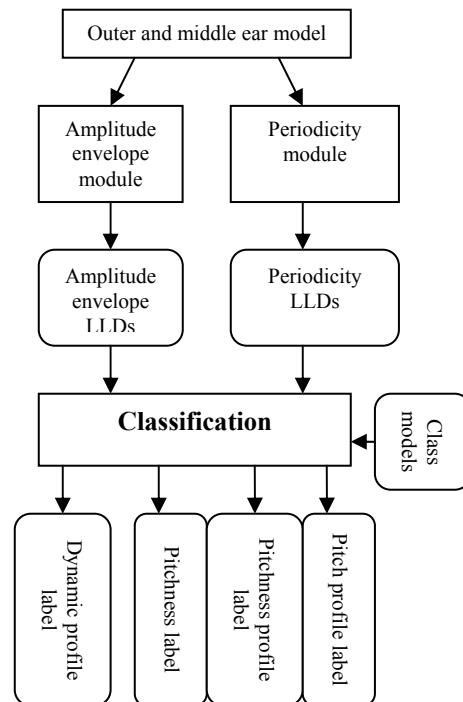 Outer and middle ear model
Amplitude
envelope
module
Periodicity
module
Amplitude
envelope
LLDs
Periodicity
LLDs
Classification
Class
models
Dynamic profile
label
Pitchness label
Pitchness profile
label
Pitch profile label